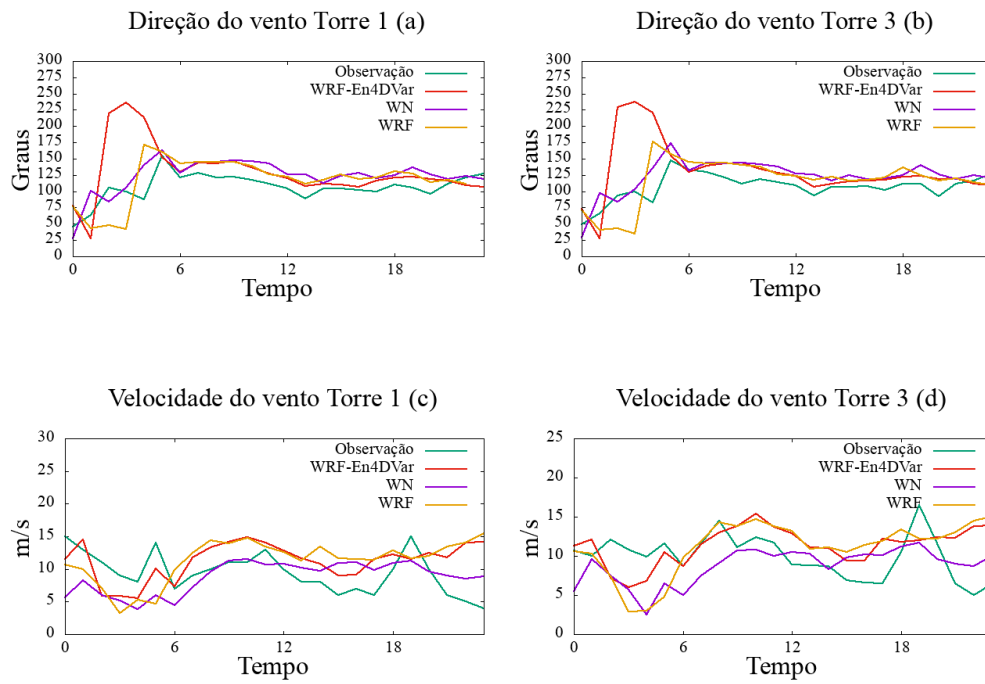 Direção do vento Torre 1 (a)
300
275
250
225
200
175
150
125
100
75
50
25
0
Graus
Observação
WRF-En4DVar
WN
WRF
0 6 12 18
Tempo
Direção do vento Torre 3 (b)
300
275
250
225
200
175
150
125
100
75
50
25
0
Graus
Observação
WRF-En4DVar
WN
WRF
0 6 12 18
Tempo
Velocidade do vento Torre 1 (c)
30
25
20
15
10
5
0
m/s
Observação
WRF-En4DVar
WN
WRF
0 6 12 18
Tempo
Velocidade do vento Torre 3 (d)
25
20
15
10
5
0
m/s
Observação
WRF-En4DVar
WN
WRF
0 6 12 18
Tempo